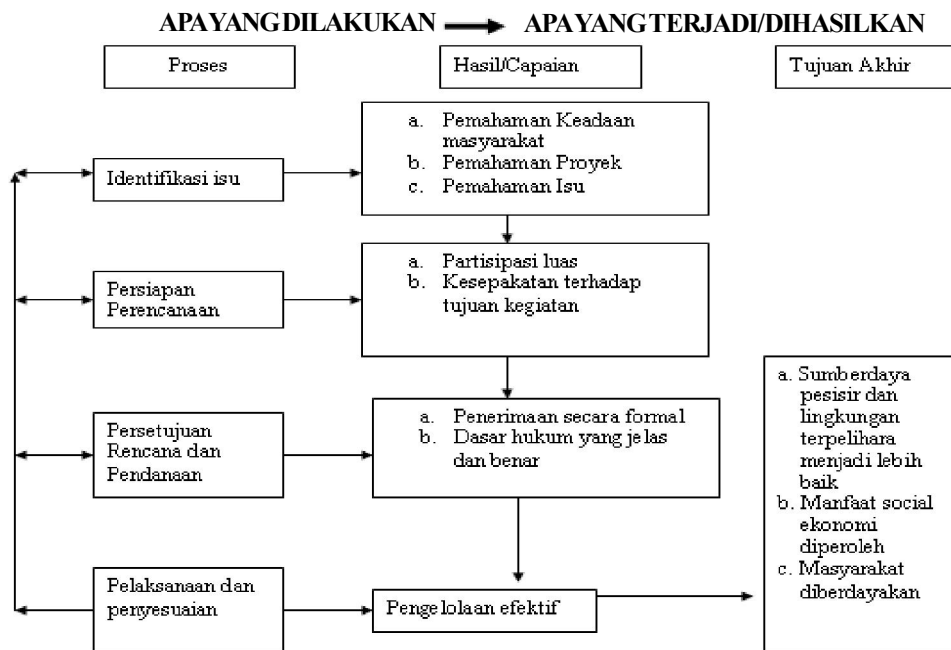 APAYANGDILAKUKAN APAYANGTERJADI/DIHASILKAN
Proses
Hasil/Capaian
Tujuan Akhir
Identifikasi isu
a. Pemahaman Keadaan
masyarakat
b. Pemahaman Proyek
c. Pemahaman Isu
Persiapan
Perencanaan
a. Partisipasi luas
b. Kesepakatan terhadap
tujuan kegiatan
Persetujuan
Rencana dan
Pendanaan
a. Penerimaan secara formal
b. Dasar hukum yang jelas
dan benar
Pelaksanaan dan
penyesuaian
Pengelolaan efektif
a. Sumberdaya
pesisir dan
lingkungan
terpelihara
menjadi lebih
baik
b. Manfaat social
ekonomi
diperoleh
c. Masyarakat
diberdayakan